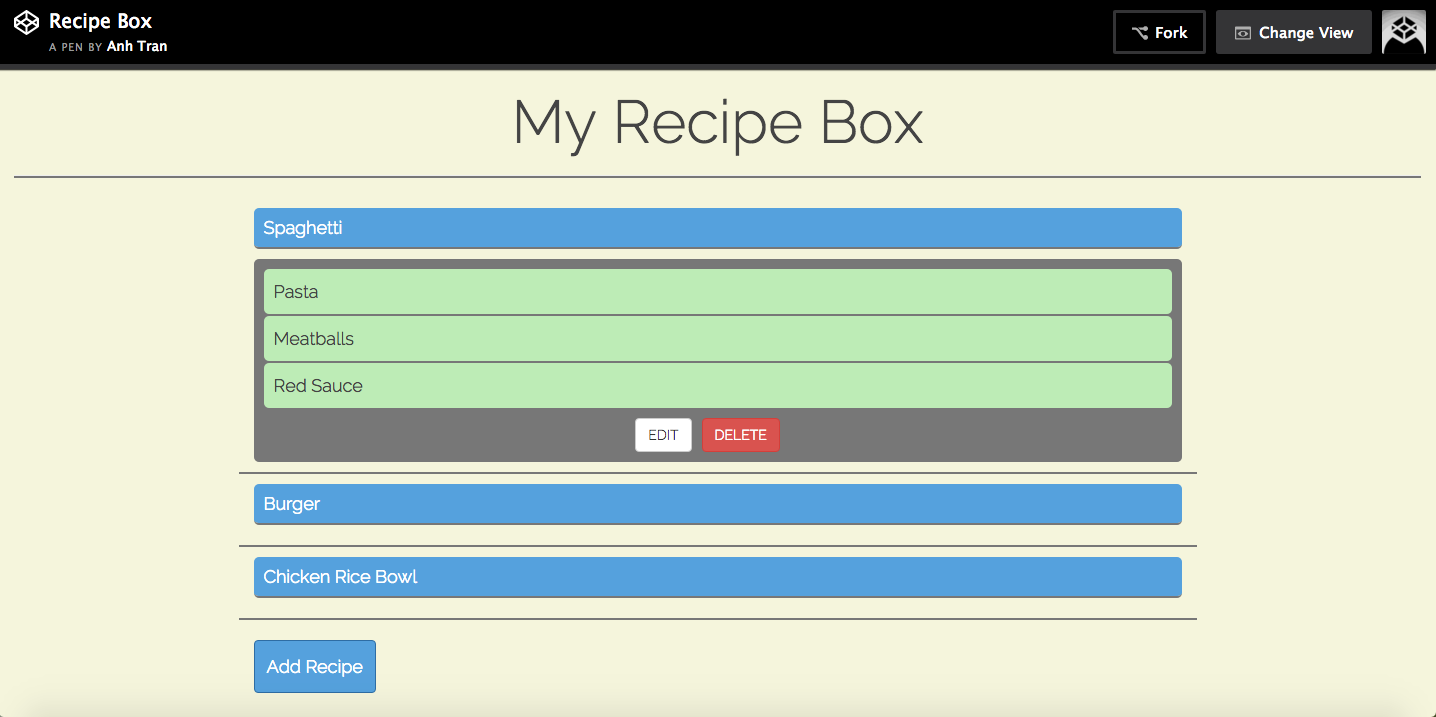 Recipe Box
A PEN BY Anh Tran
Fork
Change View
My Recipe Box
Spaghetti
Pasta
Meatballs
Red Sauce
EDIT DELETE
Burger
Chicken Rice Bowl
Add Recipe